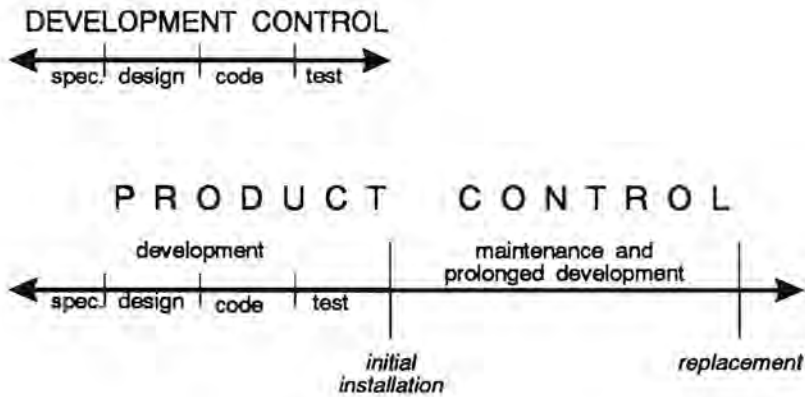 DEVELOPMENT CONTROL
spec. design code test
PRODUCT CONTROL
development
maintenance and
prolonged development
spec. design code test
initial
installation
replacement